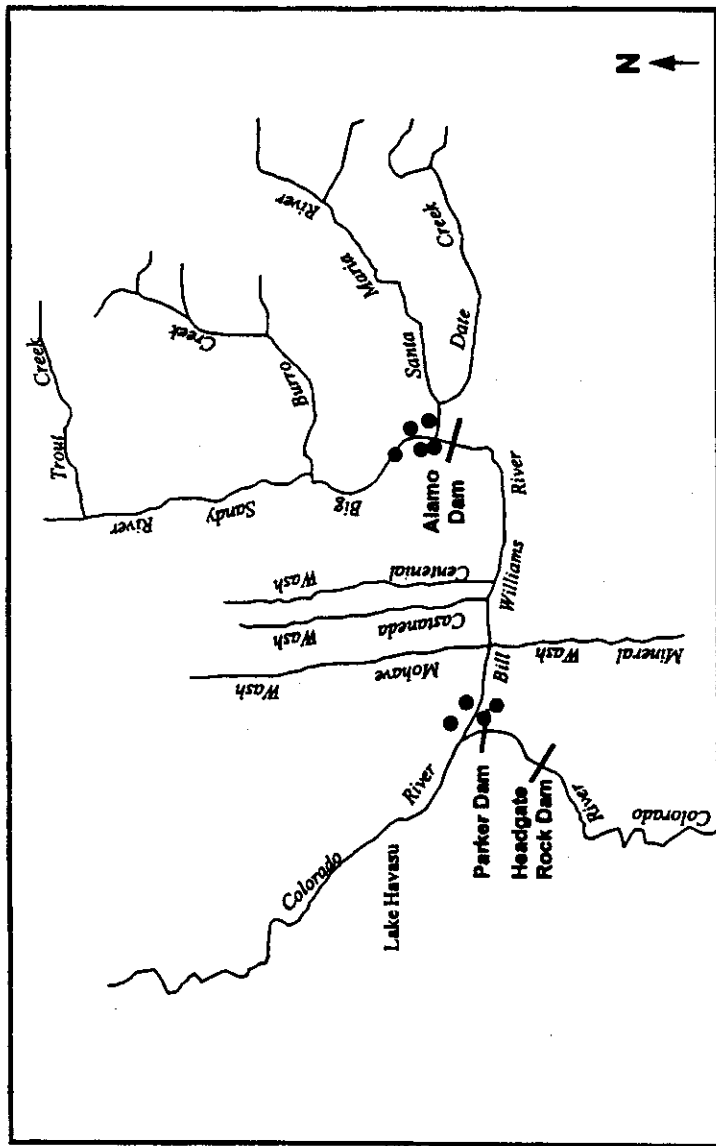 N
Trout Creek
Big Sandy River
Burro Creek
Santa Maria River
Date Creek
Alamo
Dam
Bill Williams River
Centenial Wash
Castaneda Wash
Mohave Wash
Mineral Wash
Colorado River
Lake Havasu
Parker Dam
Headgate
Rock Dam
Colorado River